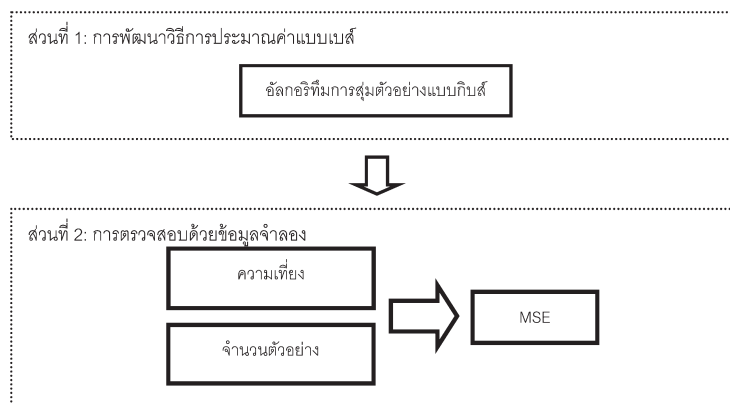 ส่วนที่ 1: การพัฒนาวิธีการประมาณค่าแบบเบส์
อัลกอริทึมการสุ่มตัวอย่างแบบกิบส์
ส่วนที่ 2: การตรวจสอบด้วยข้อมูลจำลอง
ความเที่ยง
MSE
จำนวนตัวอย่าง